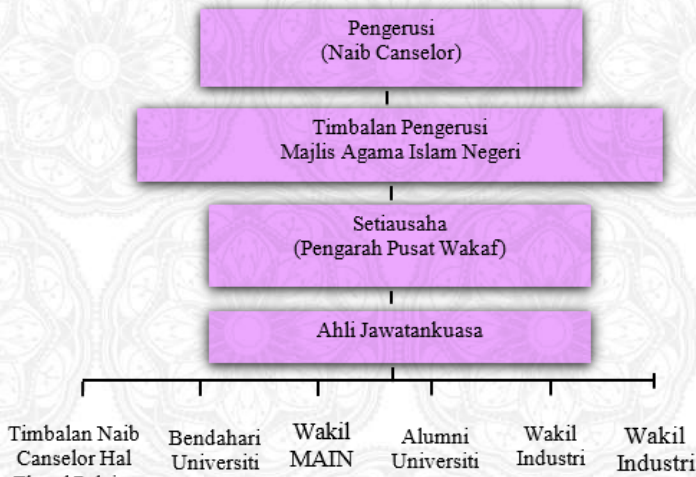 Pengerusi
(Naib Canselor)
Timbalan Pengerusi
Majlis Agama Islam Negeri
Setiausaha
(Pengarah Pusat Wakaf)
Ahli Jawatankuasa
Timbalan Naib
Canselor Hal
Bendahari
Universiti
Wakil
MAIN
Alumni
Universiti
Wakil
Industri
Wakil
Industri